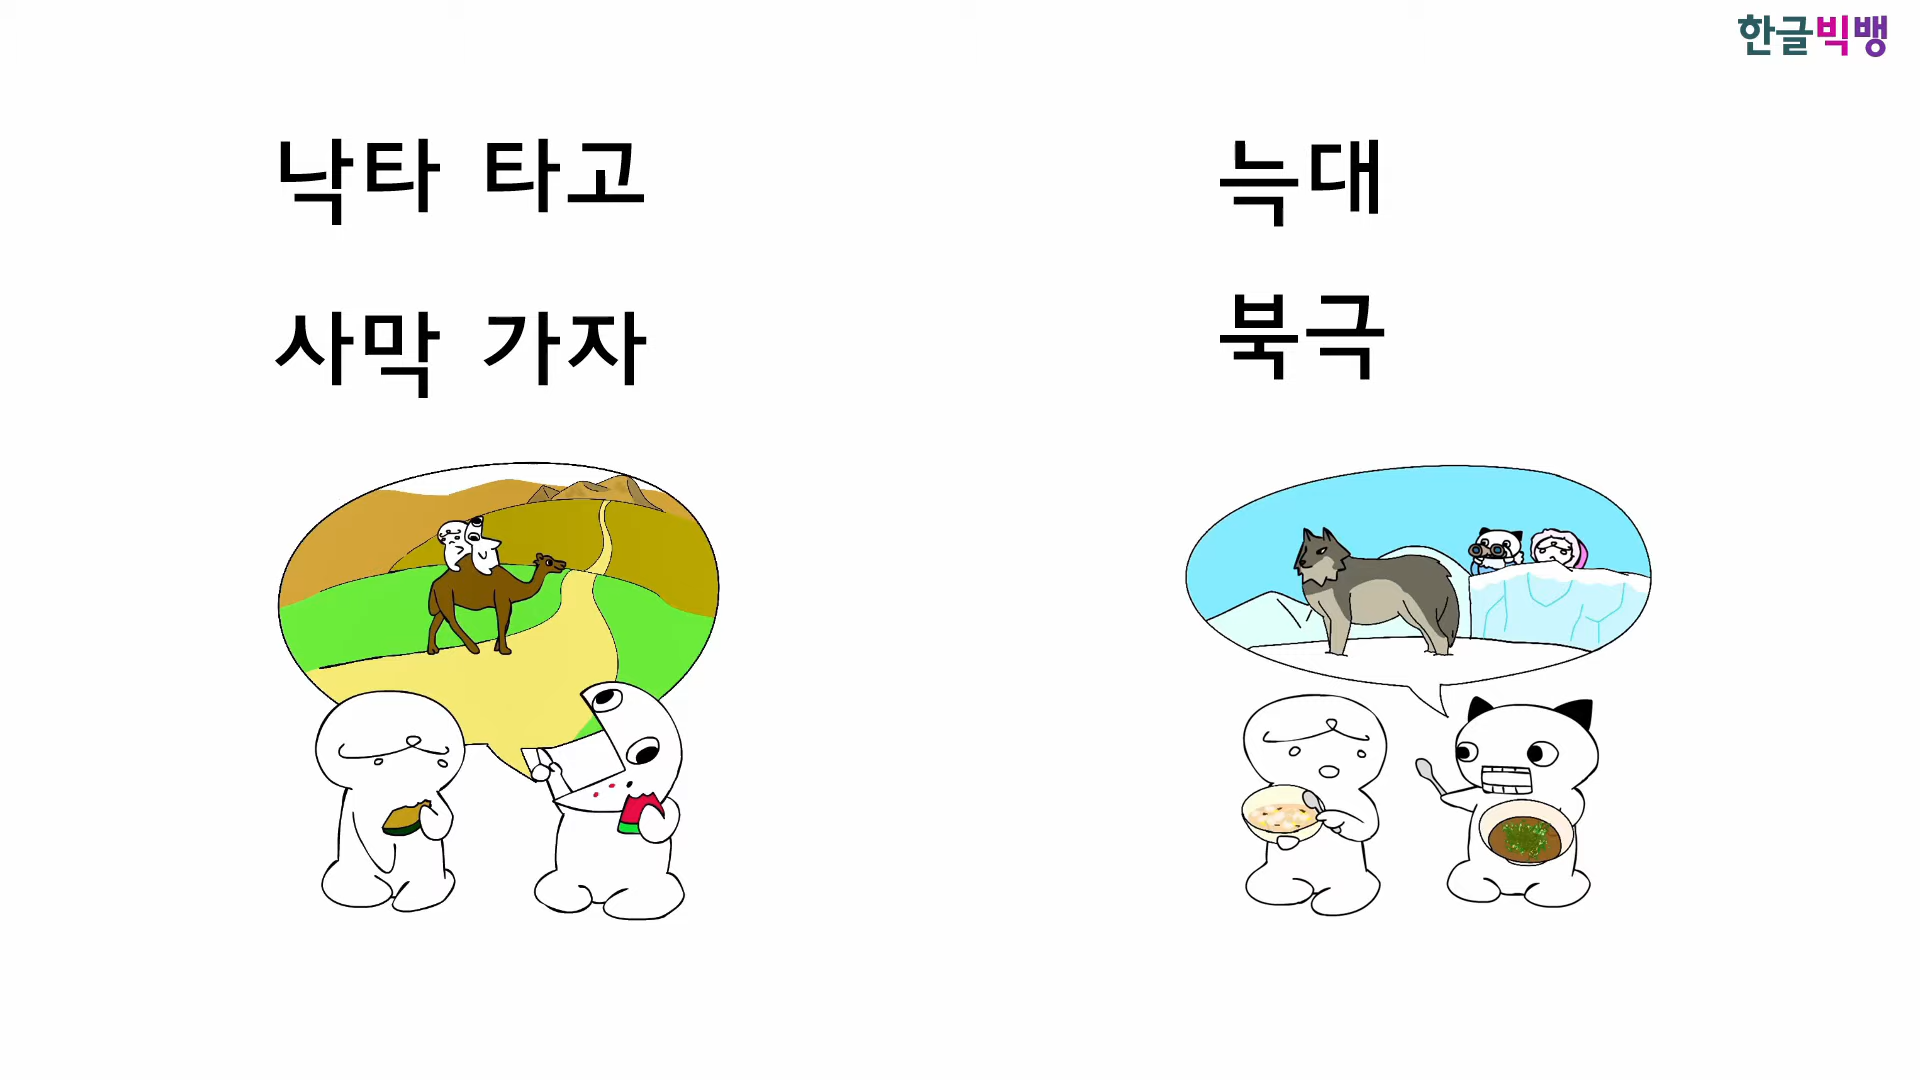 한글빅뱅
낙타 타고
사막 가자
늑대
북극